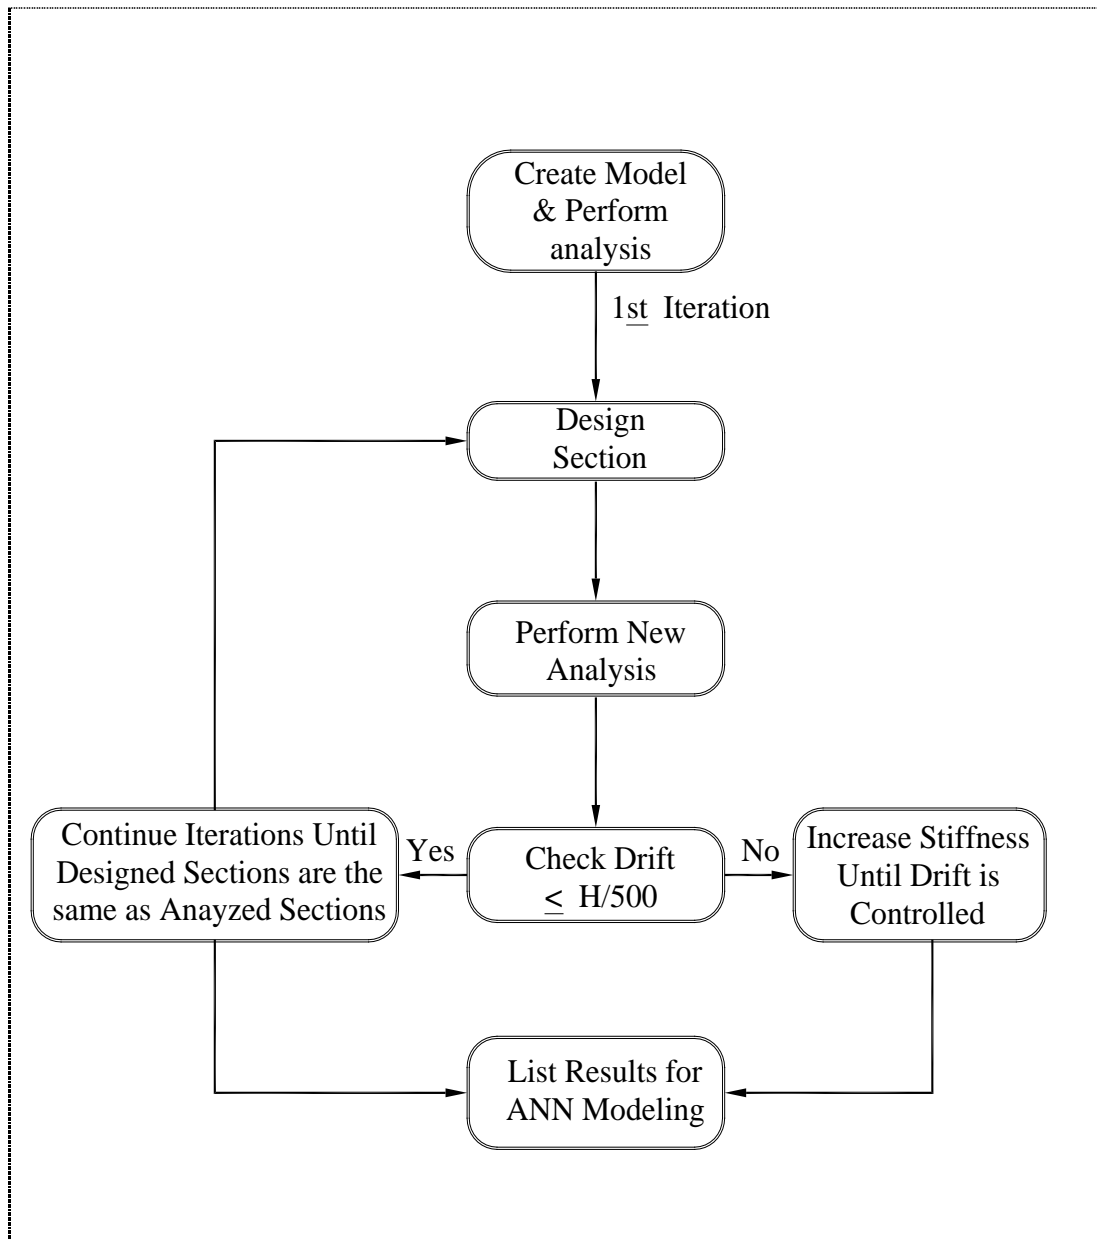 Create Model
& Perform
analysis
1st Iteration
Design
Section
Perform New
Analysis
Continue Iterations Until
Designed Sections are the
same as Anayzed Sections
Yes
Check Drift
≤ H/500
No
Increase Stiffness
Until Drift is
Controlled
List Results for
ANN Modeling